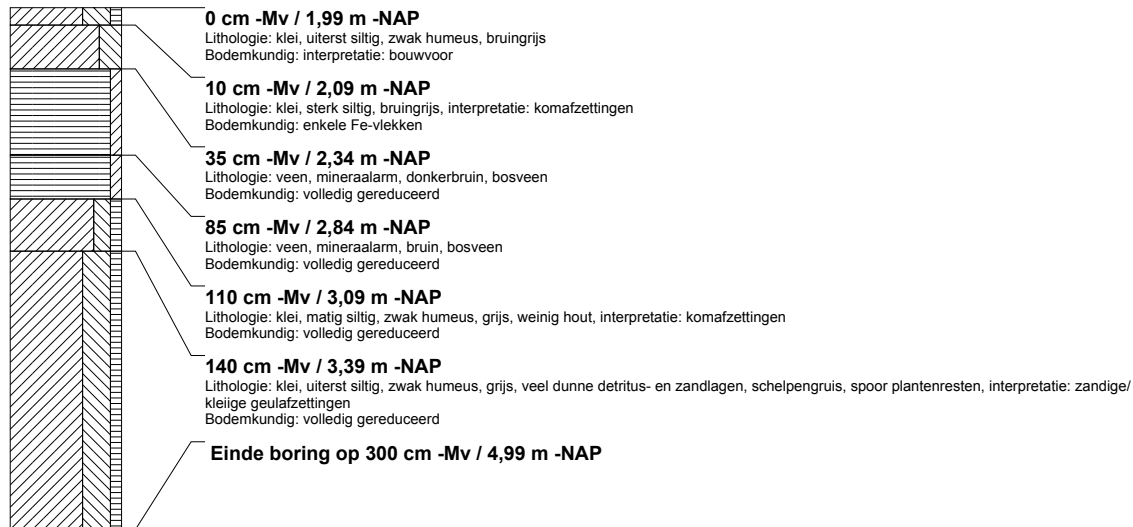 0 cm -Mv / 1,99 m -NAP
Lithologie: klei, uiterst siltig, zwak humeus, bruingrijs
Bodemkundig: interpretatie: bouwvoor
10 cm -Mv / 2,09 m -NAP
Lithologie: klei, sterk siltig, bruingrijs, interpretatie: komafzettingen
Bodemkundig: enkele Fe-vlekken
35 cm -Mv / 2,34 m -NAP
Lithologie: veen, mineraalarm, donkerbruin, bosveen
Bodemkundig: volledig gereduceerd
85 cm -Mv / 2,84 m -NAP
Lithologie: veen, mineraalarm, bruin, bosveen
Bodemkundig: volledig gereduceerd
110 cm -Mv / 3,09 m -NAP
Lithologie: klei, matig siltig, zwak humeus, grijs, weinig hout, interpretatie: komafzettingen
Bodemkundig: volledig gereduceerd
140 cm -Mv / 3,39 m -NAP
Lithologie: klei, uiterst siltig, zwak humeus, grijs, veel dunne detritus- en zandlagen, schelpengruis, spoor plantenresten, interpretatie: zandige/
kleiige geulafzettingen
Bodemkundig: volledig gereduceerd
Einde boring op 300 cm -Mv / 4,99 m -NAP